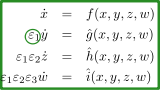 ẋ = f(x, y, z, w)
ε₁ẏ = ĝ(x, y, z, w)
ε₁ε₂ż = ĥ(x, y, z, w)
ε₁ε₂ε₃ẇ = î(x, y, z, w)